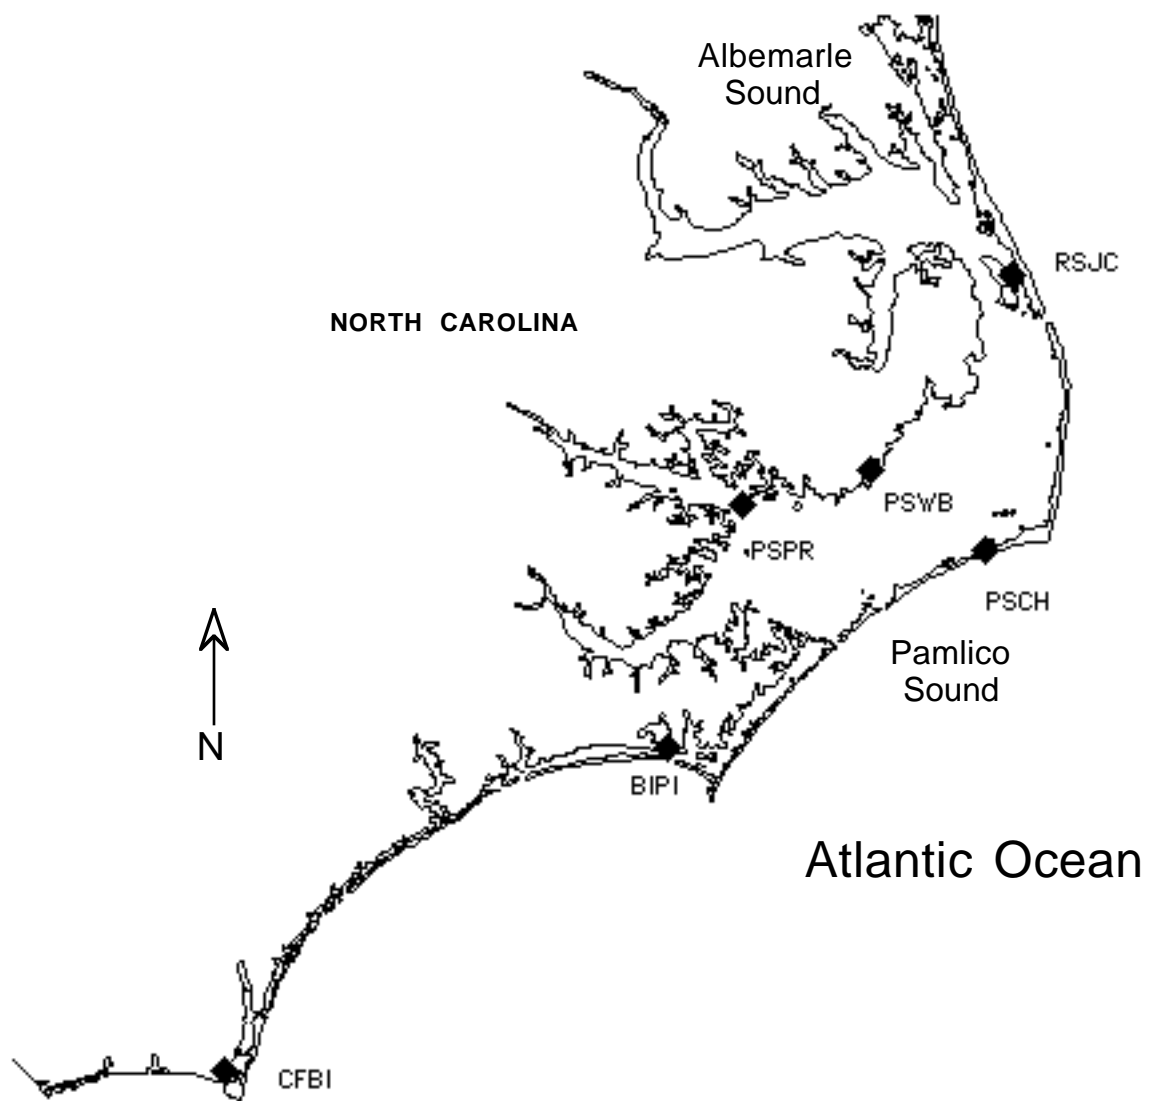 Albemarle
Sound
RSJC
NORTH CAROLINA
PSWB
PSPR
PSCH
Pamlico
Sound
N
BIPI
Atlantic Ocean
CFBI